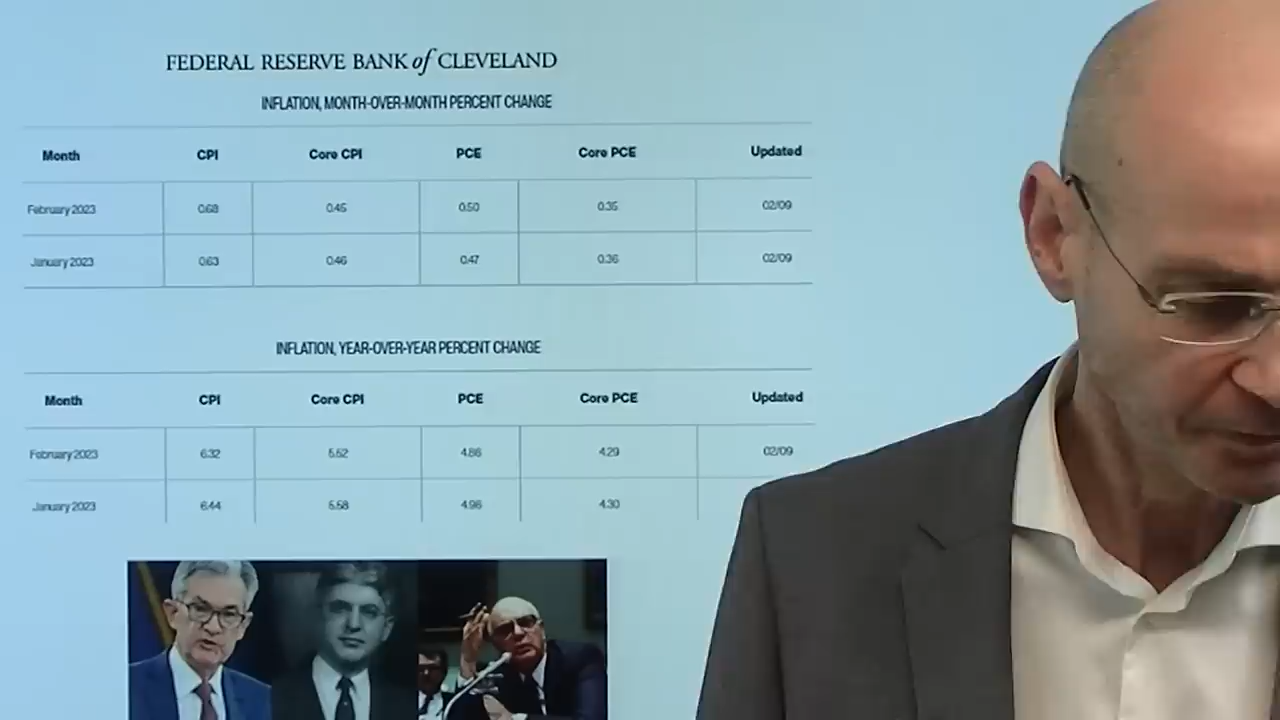 FEDERAL RESERVE BANK of CLEVELAND
INFLATION, MONTH-OVER-MONTH PERCENT CHANGE
Month CPI Core CPI PCE Core PCE Updated
February 2023 0.68 0.45 0.50 0.35 02/09
January 2023 0.63 0.46 0.47 0.36 02/09
INFLATION, YEAR-OVER-YEAR PERCENT CHANGE
Month CPI Core CPI PCE Core PCE Updated
February 2023 6.32 5.52 4.86 4.29 02/09
January 2023 6.44 5.58 4.96 4.30